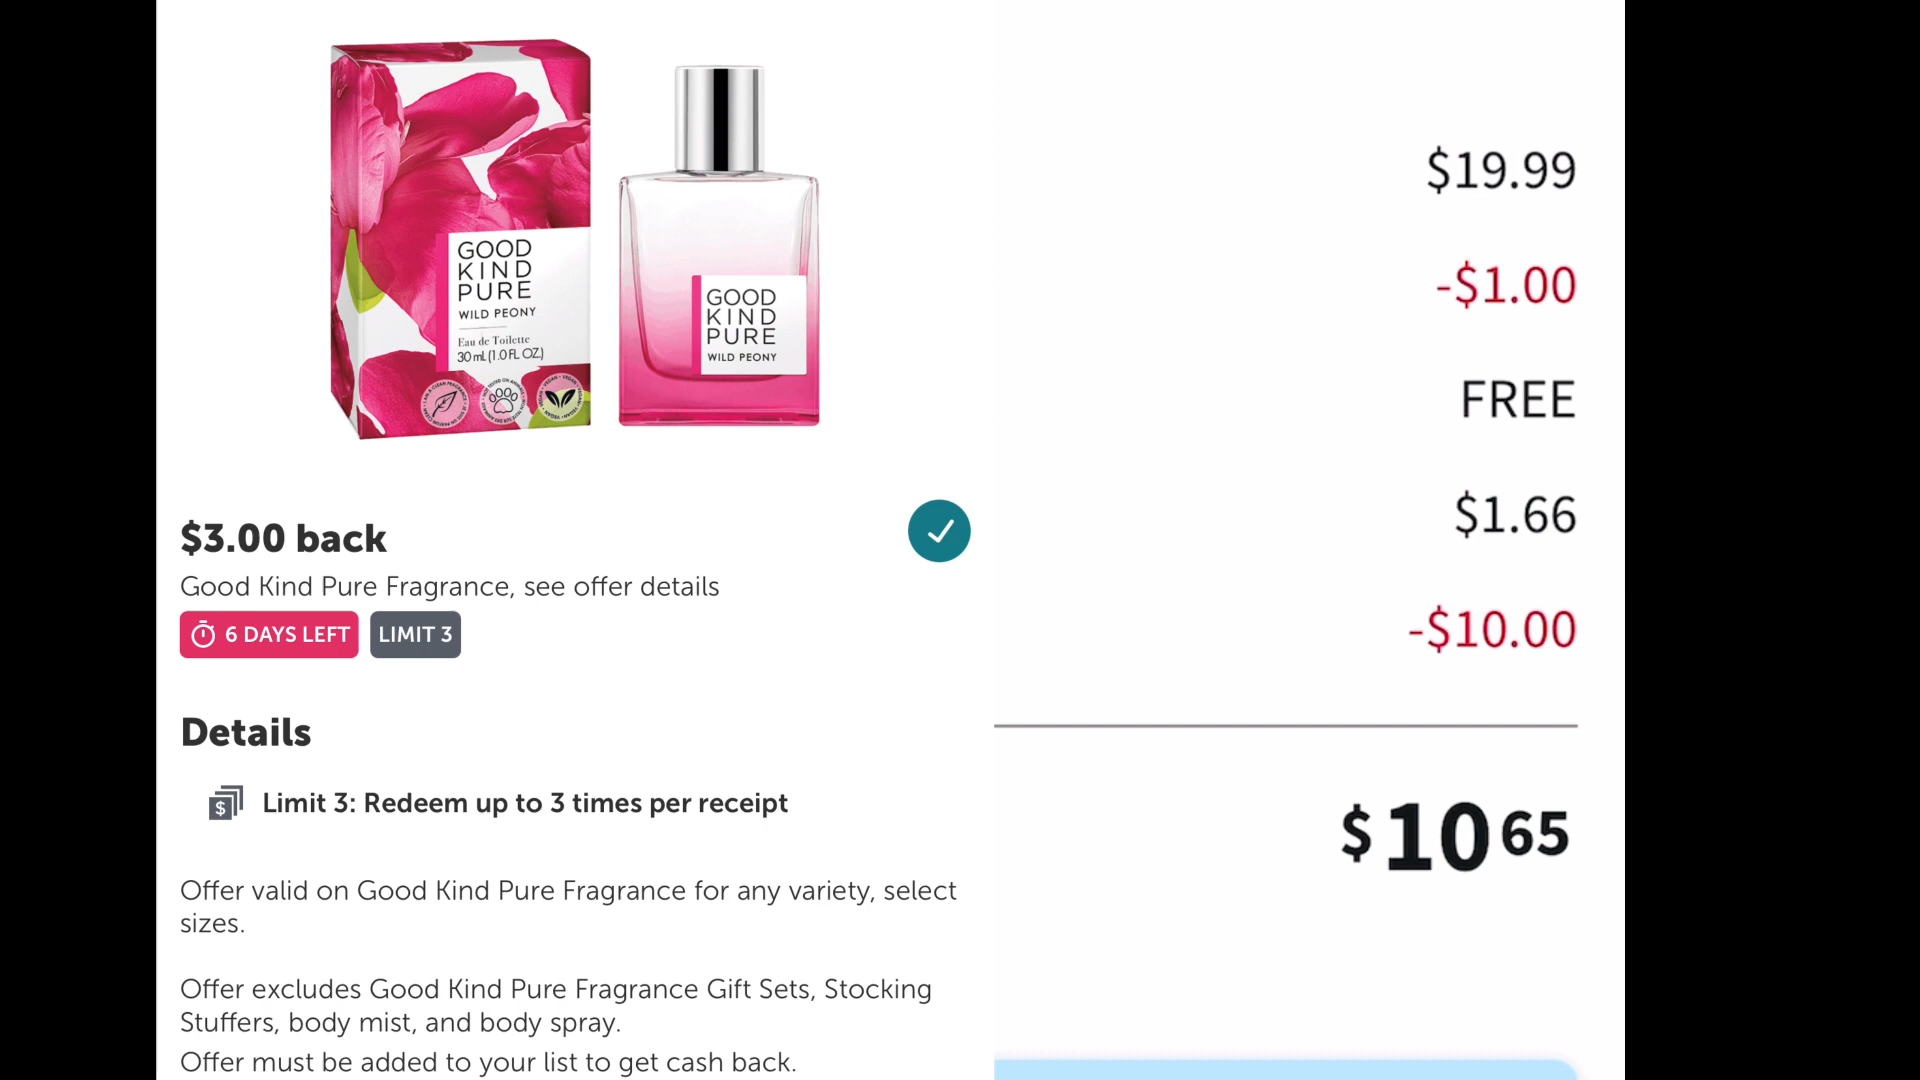 GOOD
KIND
PURE
WILD PEONY
Eau de Toilette
30 mL (1.0 FL OZ.)
GOOD
KIND
PURE
WILD PEONY
$3.00 back
Good Kind Pure Fragrance, see offer details
6 DAYS LEFT
LIMIT 3
Details
Limit 3: Redeem up to 3 times per receipt
Offer valid on Good Kind Pure Fragrance for any variety, select
sizes.
Offer excludes Good Kind Pure Fragrance Gift Sets, Stocking
Stuffers, body mist, and body spray.
Offer must be added to your list to get cash back.
$19.99
-$1.00
FREE
$1.66
-$10.00
$10 65